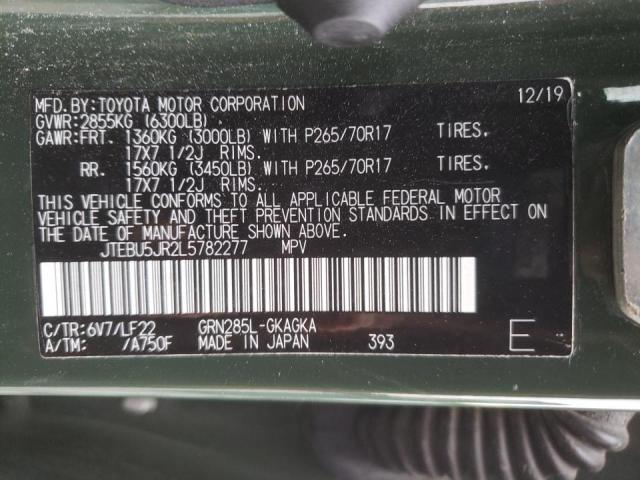 MFD.BY:TOYOTA MOTOR CORPORATION 12/19
GVWR:2855KG (6300LB)
GAWR:FRT. 1360KG (3000LB) WITH P265/70R17 TIRES.
17X7 1/2J RIMS.
RR. 1560KG (3450LB) WITH P265/70R17 TIRES.
17X7 1/2J RIMS.
THIS VEHICLE CONFORMS TO ALL APPLICABLE FEDERAL MOTOR
VEHICLE SAFETY AND THEFT PREVENTION STANDARDS IN EFFECT ON
THE DATE OF MANUFACTURE SHOWN ABOVE.
JTEBU5JR2L5782277 MPV
C/TR:6V7/LF22 GRN285L-GKAGKA
A/TM: /A750F MADE IN JAPAN 393 E